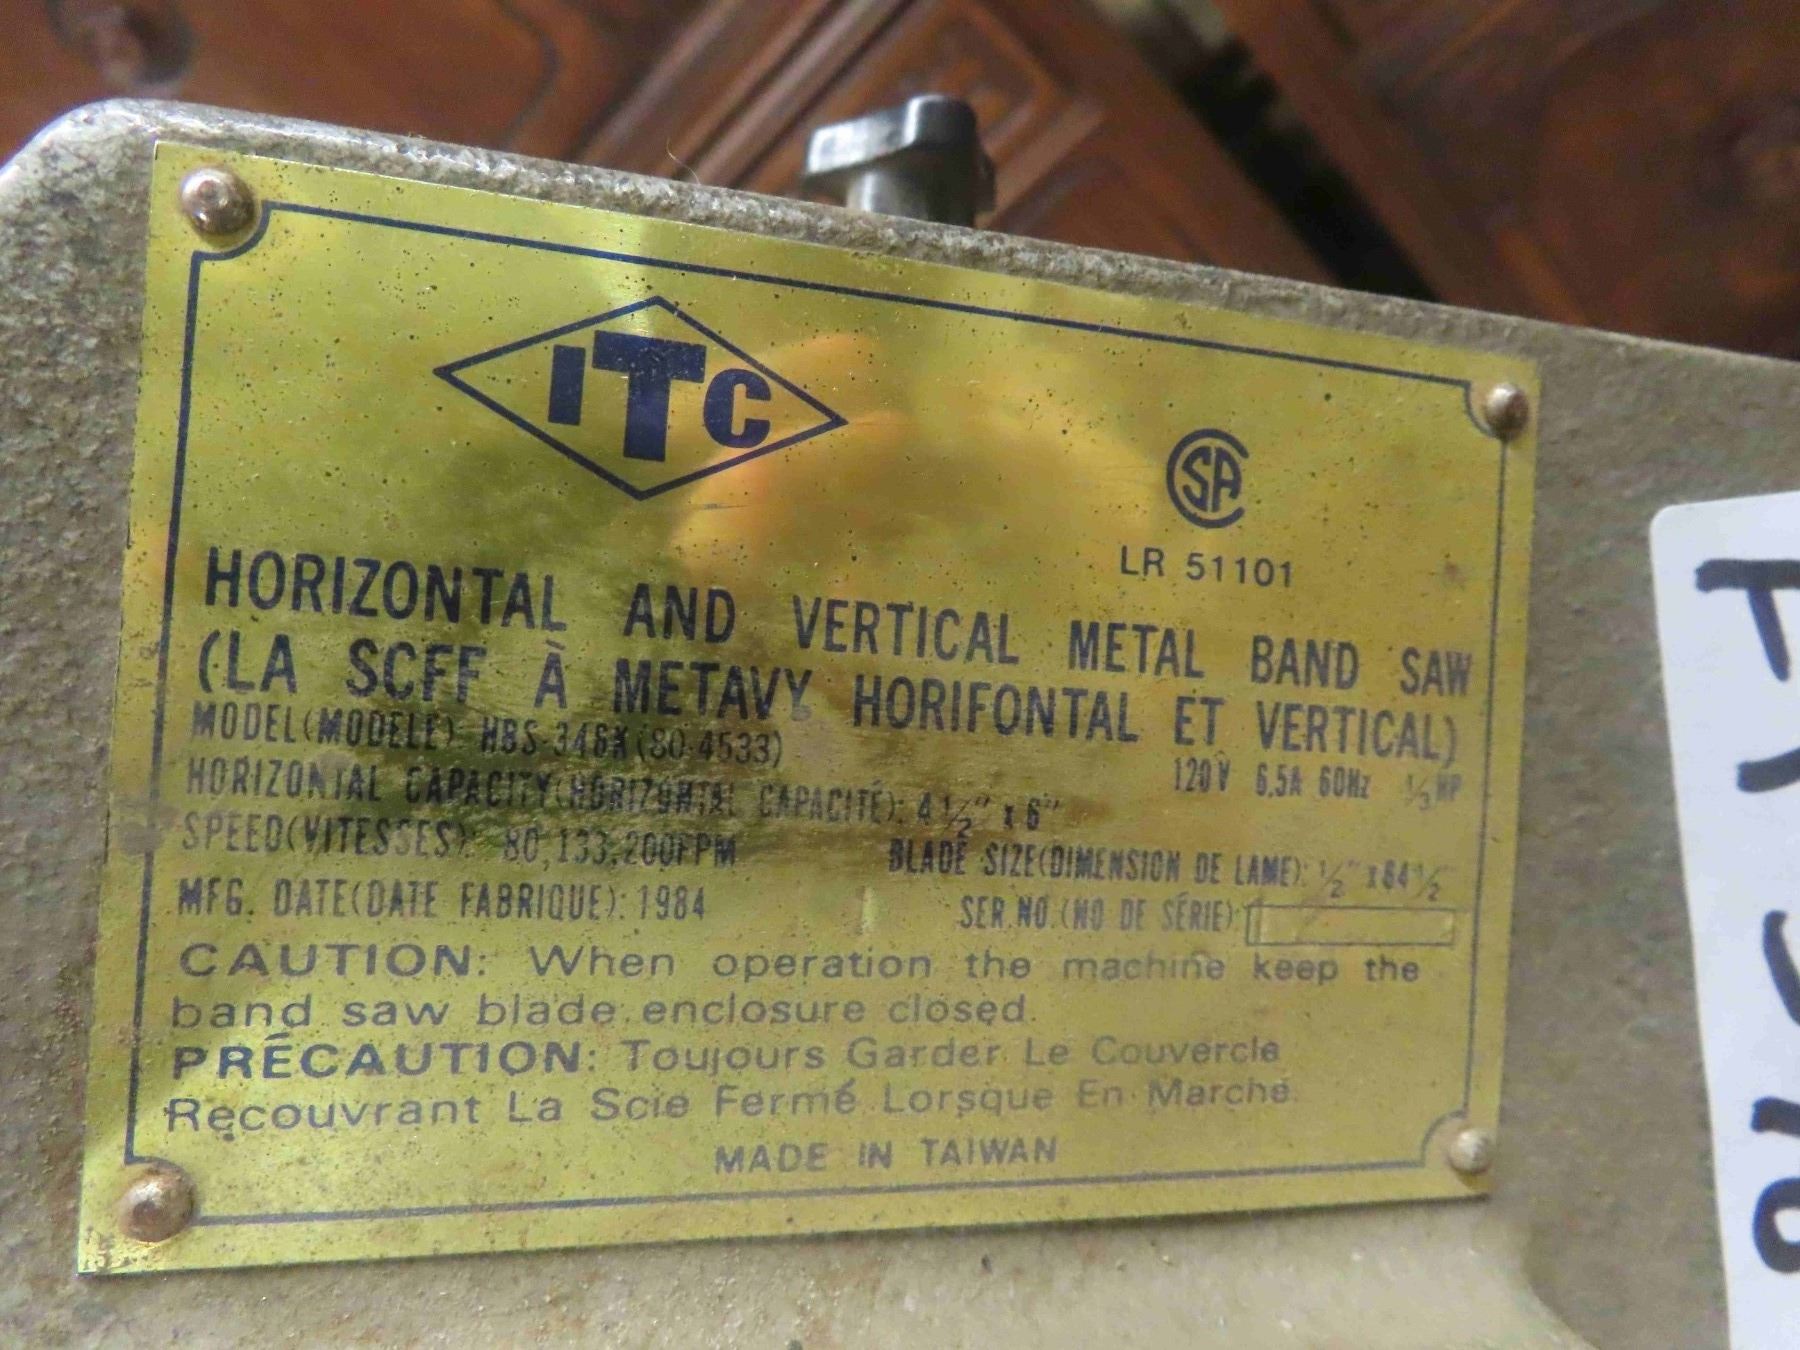 ITC
CSA
LR 51101
HORIZONTAL AND VERTICAL METAL BAND SAW
(LA SCFF À METAVY HORIFONTAL ET VERTICAL)
MODEL(MODELE) HBS-346K(80-4533)
120V 6.5A 60Hz 1/3 HP
HORIZONTAL CAPACITY(HORIZONTAL CAPACITÉ): 4 1/2" x 6"
SPEED(VITESSES): 80,133,200FPM
BLADE SIZE(DIMENSION DE LAME): 1/2" x 64 1/2
MFG. DATE(DATE FABRIQUE): 1984
SER.NO.(NO DE SÉRIE):
CAUTION: When operation the machine keep the
band saw blade enclosure closed.
PRÉCAUTION: Toujours Garder Le Couvercle
Recouvrant La Scie Fermé Lorsque En Marche.
MADE IN TAIWAN